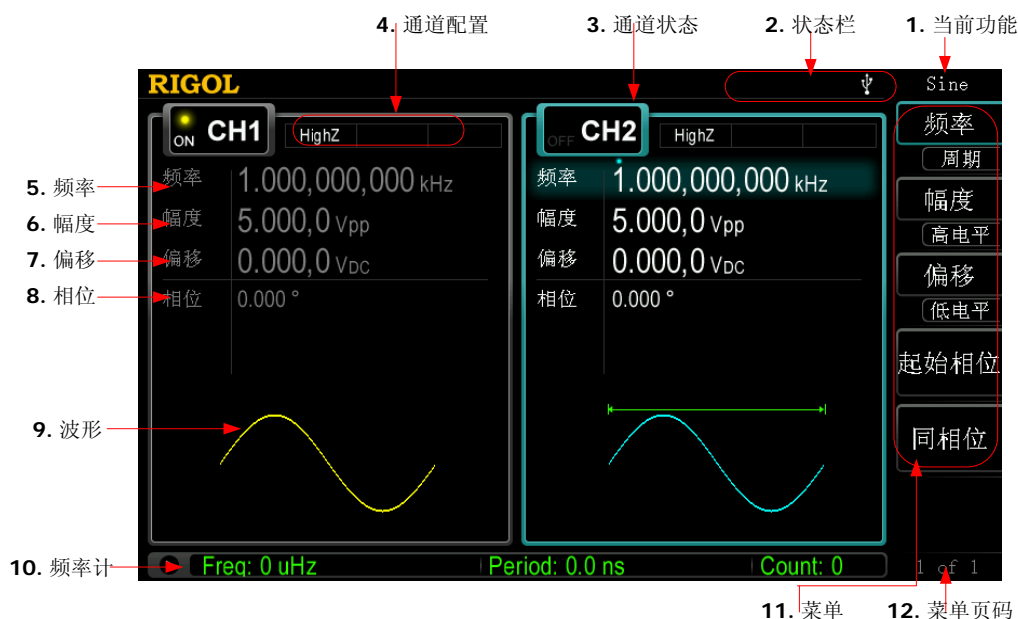 4. 通道配置 3. 通道状态 2. 状态栏 1. 当前功能
RIGOL
Sine
ON CH1 HighZ
频率 1.000,000,000 kHz
幅度 5.000,0 Vpp
偏移 0.000,0 VDC
相位 0.000 °
OFF CH2 HighZ
频率 1.000,000,000 kHz
幅度 5.000,0 Vpp
偏移 0.000,0 VDC
相位 0.000 °
频率
周期
幅度
高电平
偏移
低电平
起始相位
同相位
5. 频率
6. 幅度
7. 偏移
8. 相位
9. 波形
10. 频率计
Freq: 0 uHz Period: 0.0 ns Count: 0
1 of 1
11. 菜单 12. 菜单页码